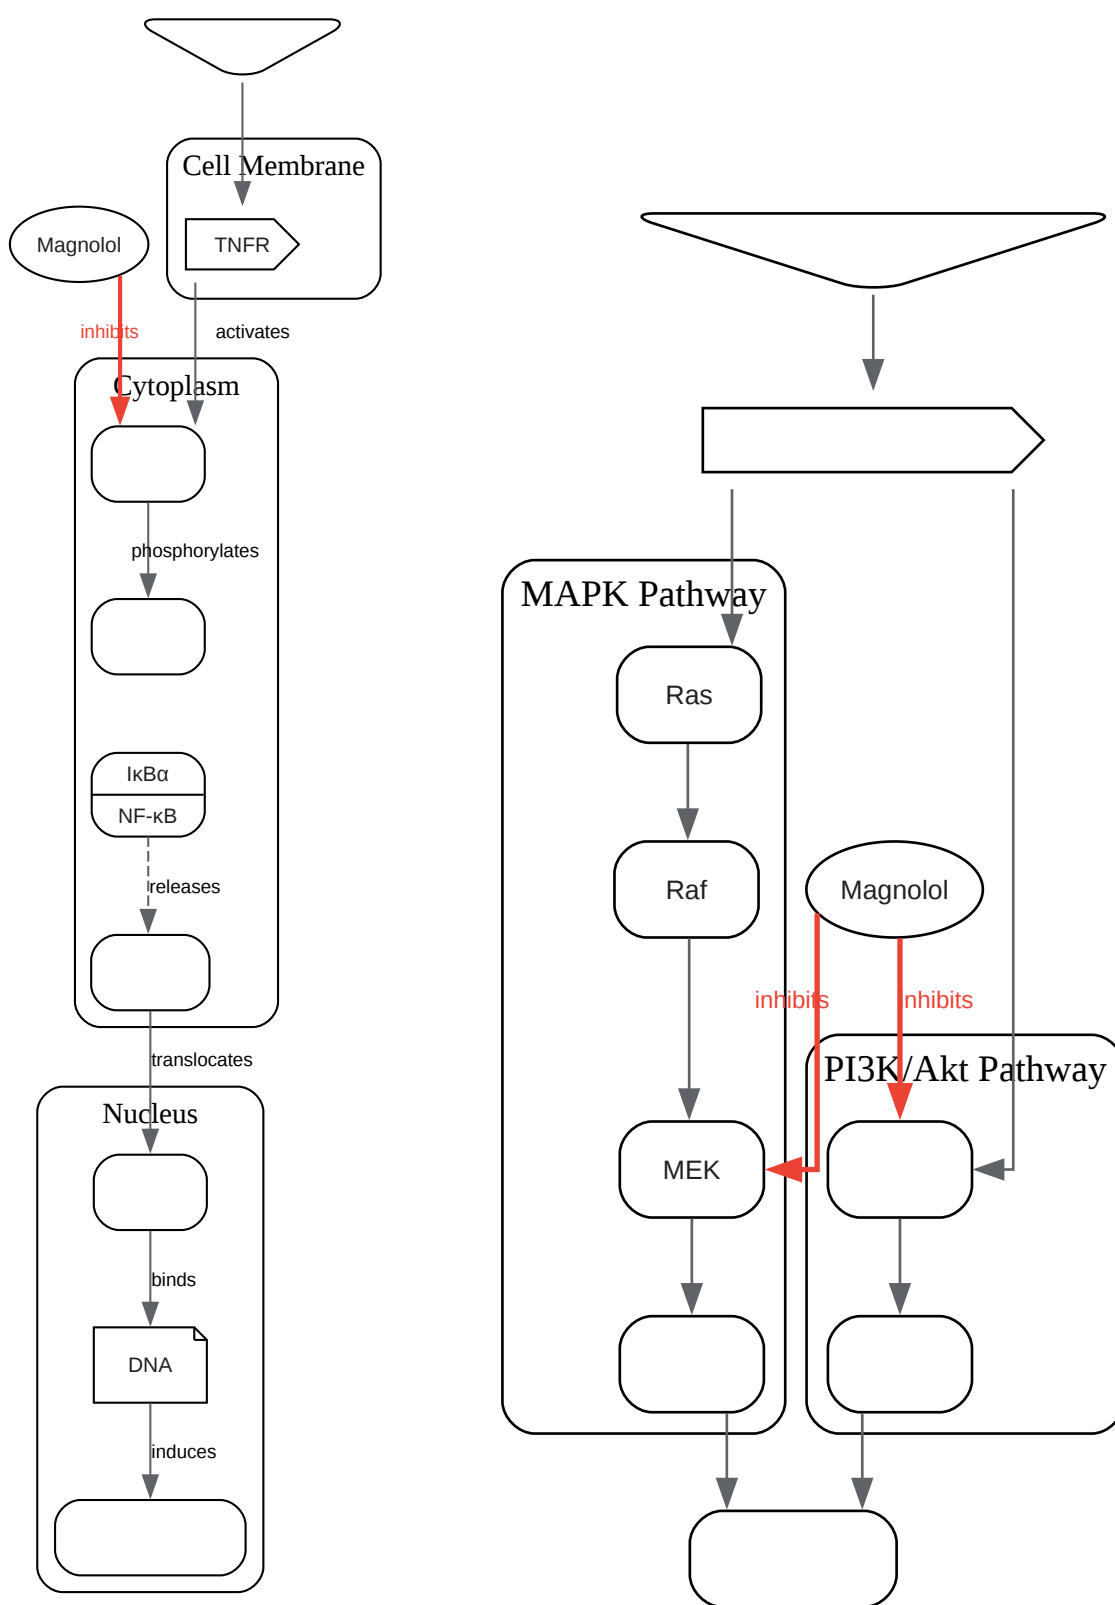 Cell Membrane
TNFR
Magnolol
inhibits
activates
Cytoplasm
phosphorylates
IκBα
NF-κB
releases
translocates
Nucleus
binds
DNA
induces
MAPK Pathway
Ras
Raf
Magnolol
inhibits
inhibits
PI3K/Akt Pathway
MEK